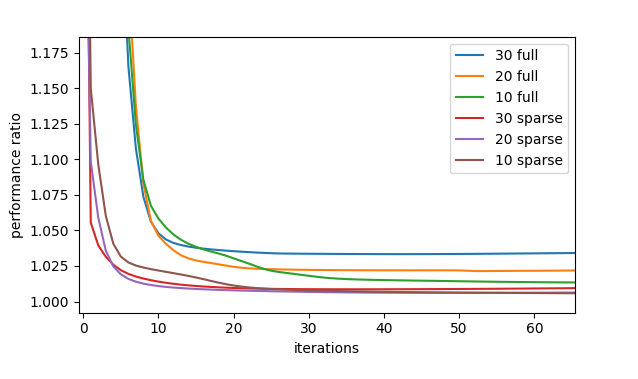 performance ratio
1.175
1.150
1.125
1.100
1.075
1.050
1.025
1.000
30 full
20 full
10 full
30 sparse
20 sparse
10 sparse
0 10 20 30 40 50 60
iterations